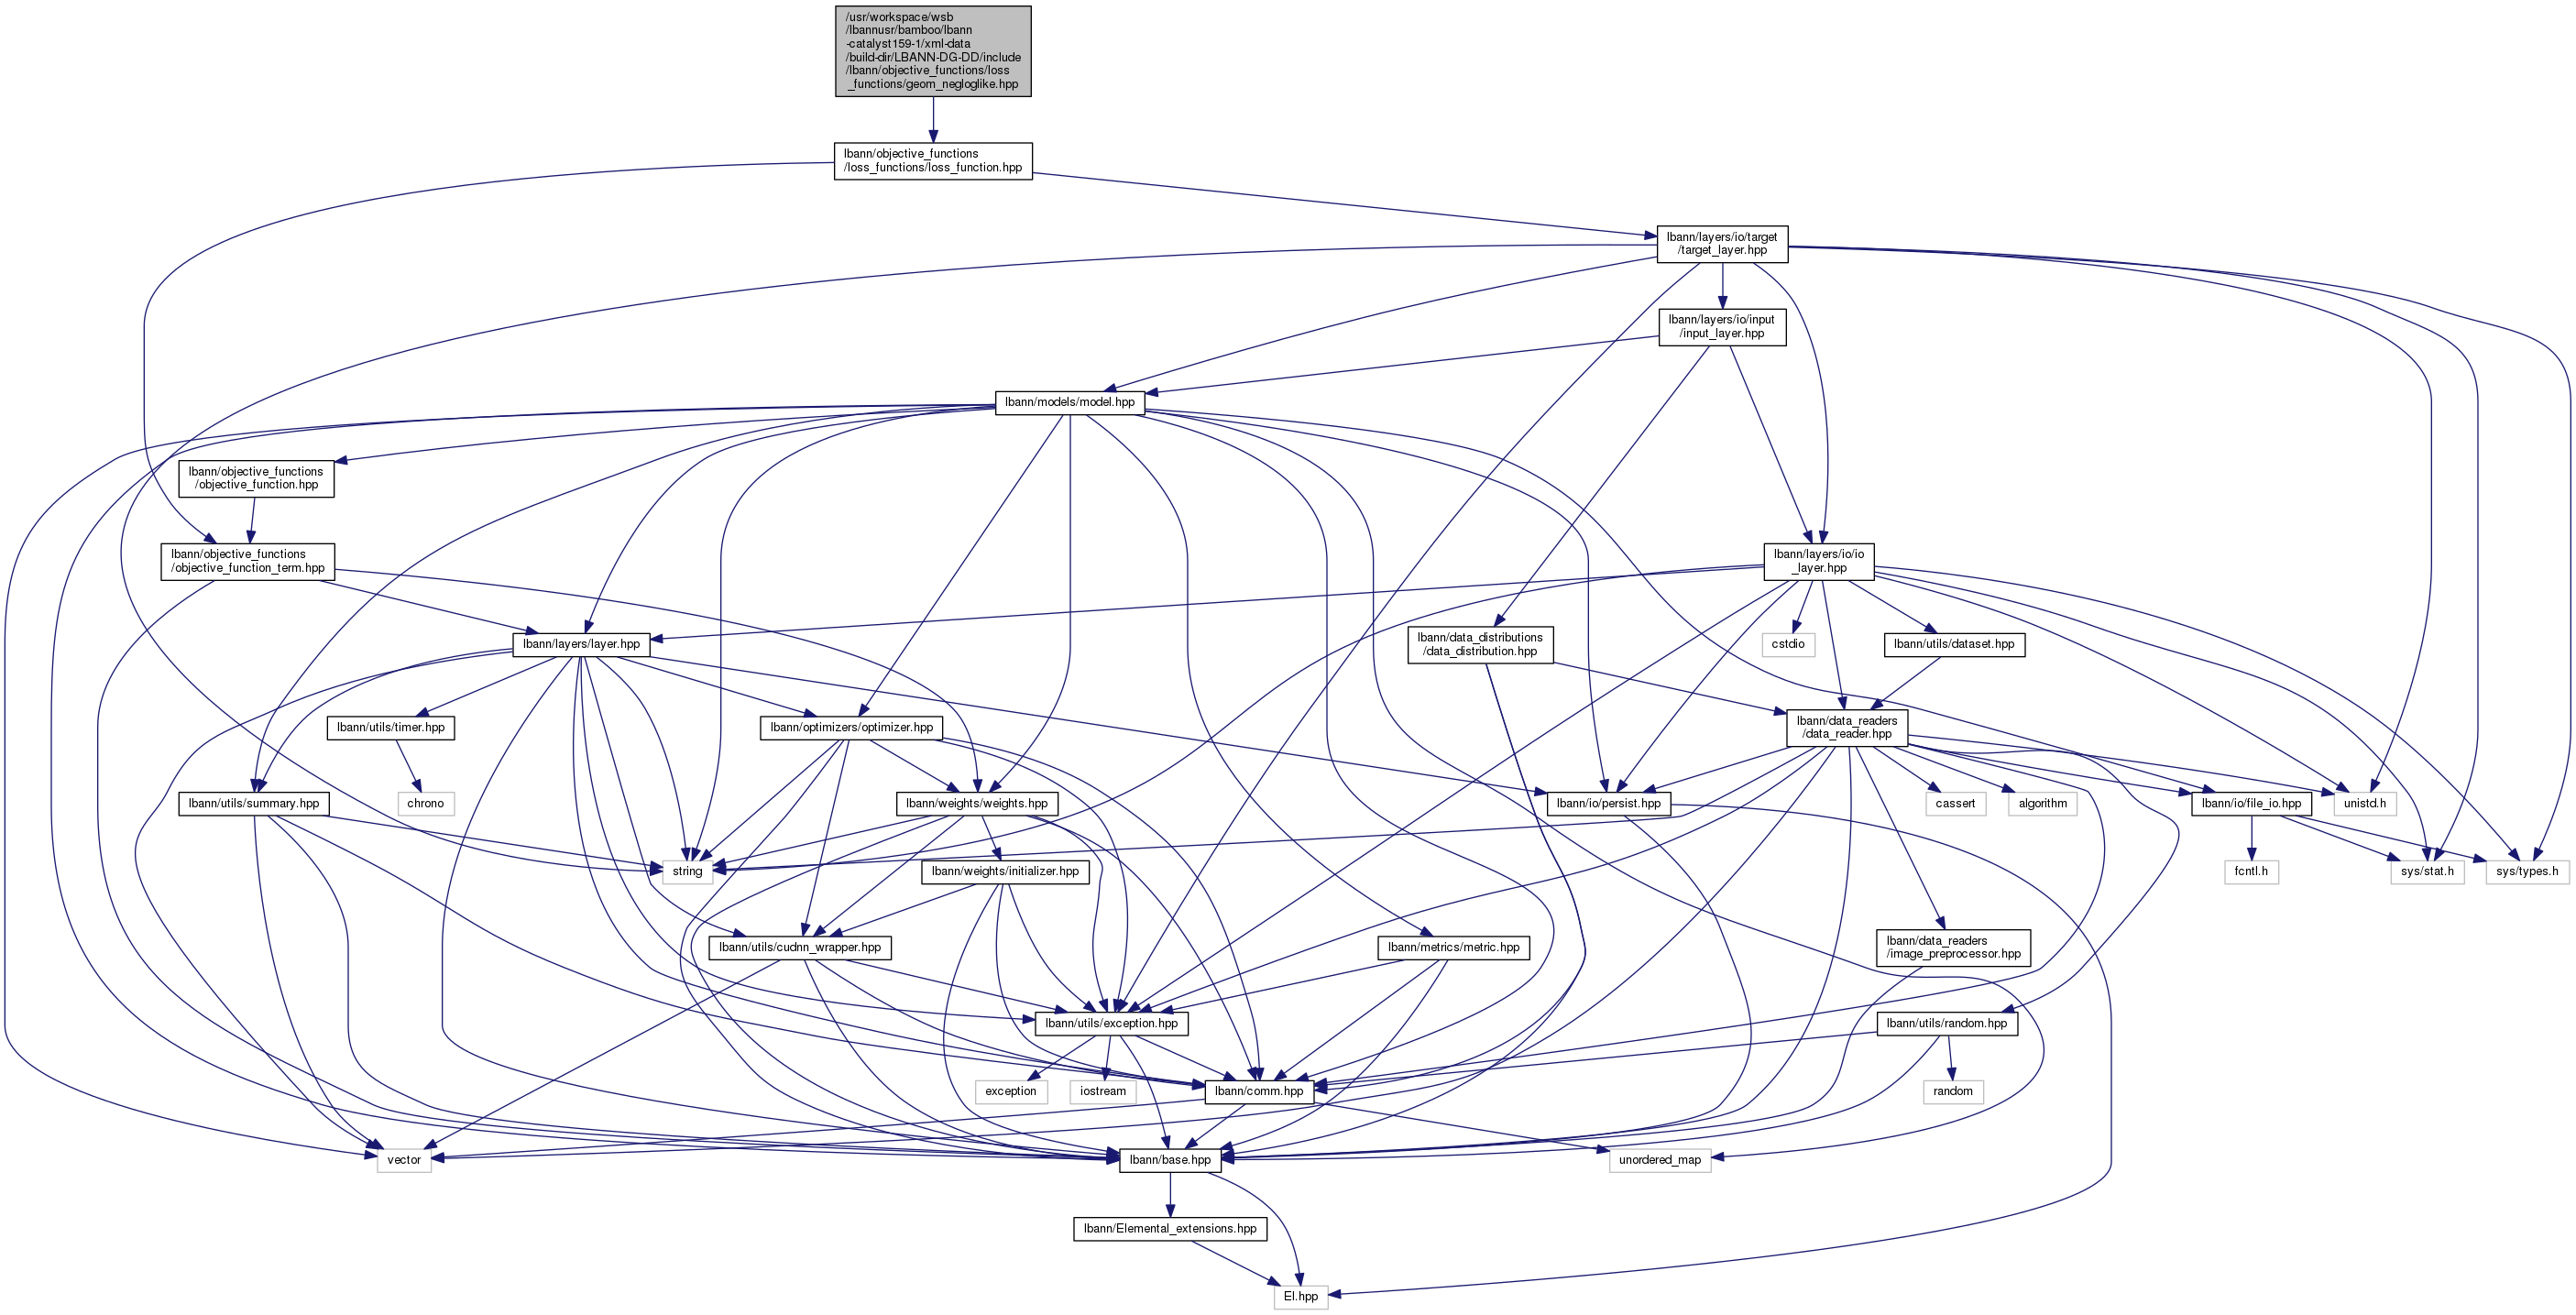 /usr/workspace/wsb
/lbannusr/bamboo/lbann
-catalyst159-1/xml-data
/build-dir/LBANN-DG-DD/include
/lbann/objective_functions/loss
_functions/geom_negloglike.hpp
lbann/objective_functions
/loss_functions/loss_function.hpp
lbann/layers/io/target
/target_layer.hpp
lbann/layers/io/input
/input_layer.hpp
lbann/models/model.hpp
lbann/objective_functions
/objective_function.hpp
lbann/objective_functions
/objective_function_term.hpp
lbann/layers/io/io
_layer.hpp
lbann/layers/layer.hpp
lbann/data_distributions
/data_distribution.hpp
cstdio
lbann/utils/dataset.hpp
lbann/utils/timer.hpp
lbann/optimizers/optimizer.hpp
lbann/data_readers
/data_reader.hpp
lbann/utils/summary.hpp
chrono
lbann/weights/weights.hpp
lbann/io/persist.hpp
cassert
algorithm
lbann/io/file_io.hpp
unistd.h
string
lbann/weights/initializer.hpp
fcntl.h
sys/stat.h
sys/types.h
lbann/utils/cudnn_wrapper.hpp
lbann/metrics/metric.hpp
lbann/data_readers
/image_preprocessor.hpp
lbann/utils/exception.hpp
lbann/utils/random.hpp
exception
iostream
lbann/comm.hpp
random
vector
lbann/base.hpp
unordered_map
lbann/Elemental_extensions.hpp
El.hpp